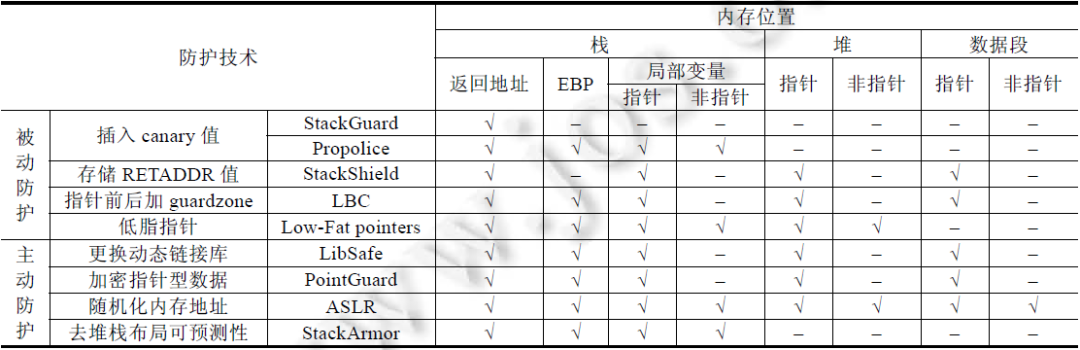 防护技术 内存位置
栈 堆 数据段
返回地址 EBP 局部变量 指针 非指针 指针 非指针
指针 非指针
被动防护 插入 canary 值 StackGuard √ – – – – – – –
Propolice √ √ √ √ – – – –
存储 RETADDR 值 StackShield √ – √ – √ – √ –
指针前后加 guardzone LBC √ √ √ – √ – √ –
低脂指针 Low-Fat pointers √ √ √ √ √ √ – –
主动防护 更换动态链接库 LibSafe √ √ √ – √ – √ –
加密指针型数据 PointGuard √ √ √ – √ – √ –
随机化内存地址 ASLR √ √ √ √ √ √ √ √
去堆栈布局可预测性 StackArmor √ √ √ √ – – – –